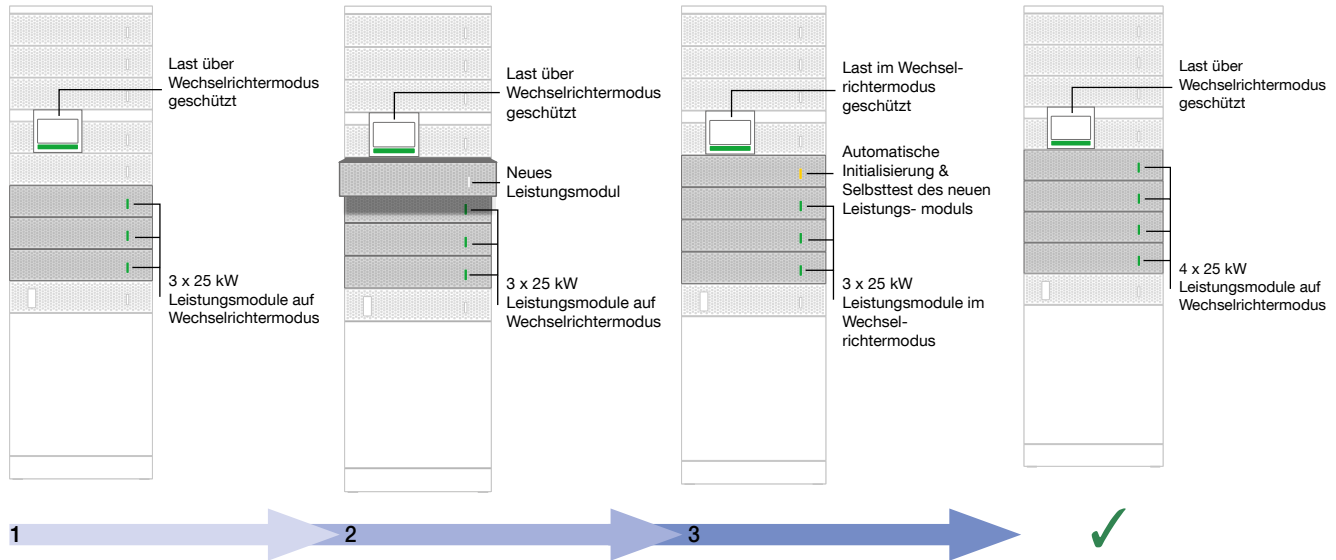 Last über
Wechselrichtermodus
geschützt
3 x 25 kW
Leistungsmodule auf
Wechselrichtermodus
Last über
Wechselrichtermodus
geschützt
Neues
Leistungsmodul
3 x 25 kW
Leistungsmodule auf
Wechselrichtermodus
Last im Wechsel-
richtermodus
geschützt
Automatische
Initialisierung &
Selbsttest des neuen
Leistungs- moduls
3 x 25 kW
Leistungsmodule im
Wechsel-
richtermodus
Last über
Wechselrichtermodus
geschützt
4 x 25 kW
Leistungsmodule auf
Wechselrichtermodus
1
2
3